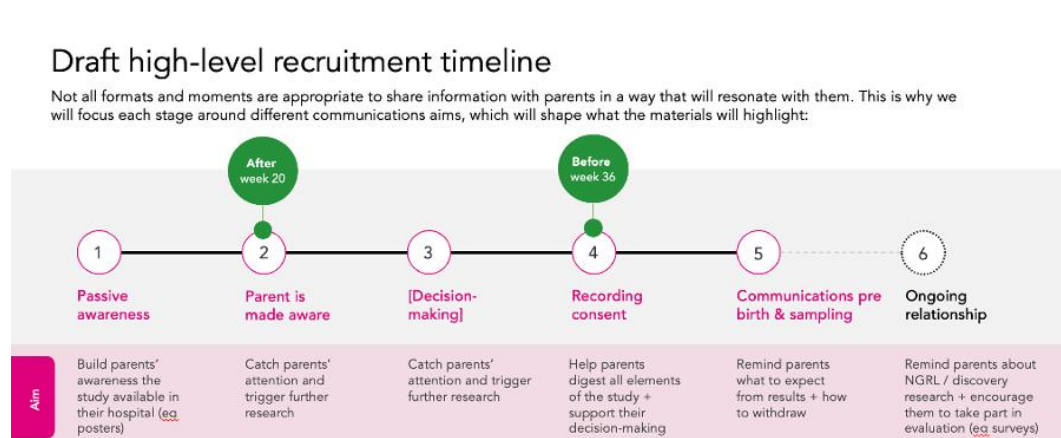 Draft high-level recruitment timeline
Not all formats and moments are appropriate to share information with parents in a way that will resonate with them. This is why we
will focus each stage around different communications aims, which will shape what the materials will highlight:
After
week 20
Before
week 36
1
2
3
4
5
6
Passive
awareness
Parent is
made aware
[Decision-
making]
Recording
consent
Communications pre
birth & sampling
Ongoing
relationship
Aim
Build parents'
awareness the
study available in
their hospital (eg
posters)
Catch parents'
attention and
trigger further
research
Catch parents'
attention and trigger
further research
Help parents
digest all elements
of the study +
support their
decision-making
Remind parents
what to expect
from results + how
to withdraw
Remind parents about
NGRL / discovery
research + encourage
them to take part in
evaluation (eg surveys)